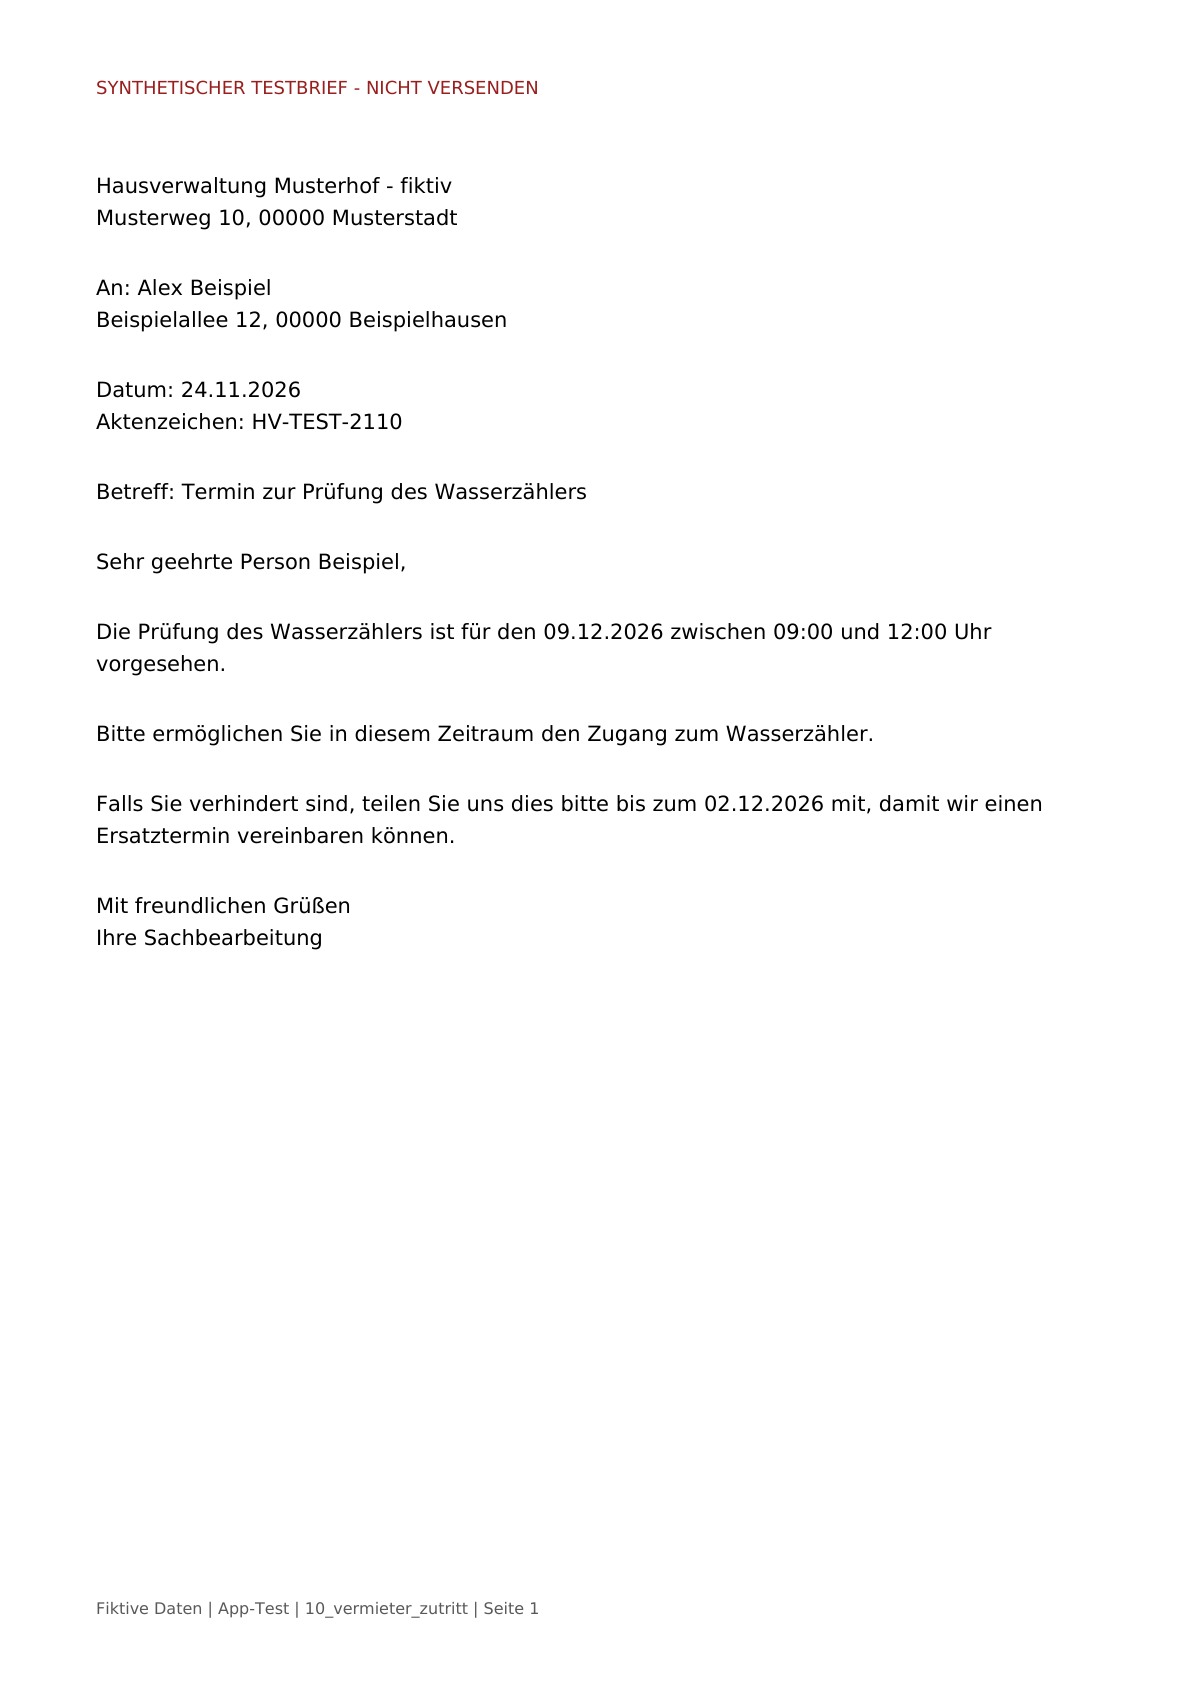 SYNTHETISCHER TESTBRIEF - NICHT VERSENDEN
Hausverwaltung Musterhof - fiktiv
Musterweg 10, 00000 Musterstadt
An: Alex Beispiel
Beispielallee 12, 00000 Beispielhausen
Datum: 24.11.2026
Aktenzeichen: HV-TEST-2110
Betreff: Termin zur Prüfung des Wasserzählers
Sehr geehrte Person Beispiel,
Die Prüfung des Wasserzählers ist für den 09.12.2026 zwischen 09:00 und 12:00 Uhr
vorgesehen.
Bitte ermöglichen Sie in diesem Zeitraum den Zugang zum Wasserzähler.
Falls Sie verhindert sind, teilen Sie uns dies bitte bis zum 02.12.2026 mit, damit wir einen
Ersatztermin vereinbaren können.
Mit freundlichen Grüßen
Ihre Sachbearbeitung
Fiktive Daten | App-Test | 10_vermieter_zutritt | Seite 1